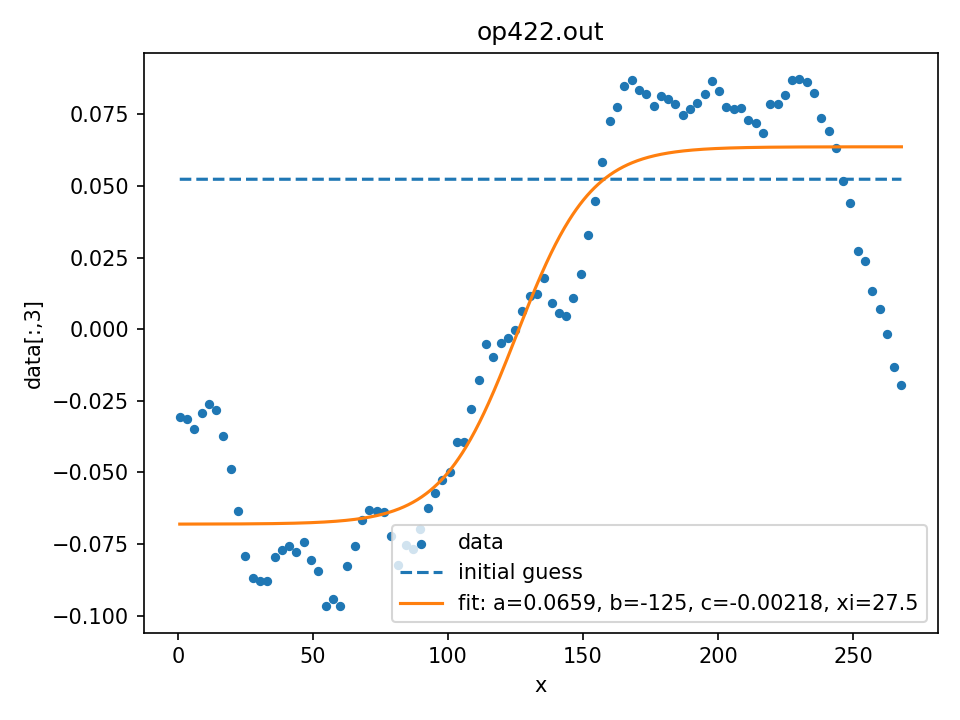 op422.out
0.075
0.050
0.025
0.000
−0.025
−0.050
−0.075
−0.100
data[:,3]
data
initial guess
fit: a=0.0659, b=-125, c=-0.00218, xi=27.5
0 50 100 150 200 250
x